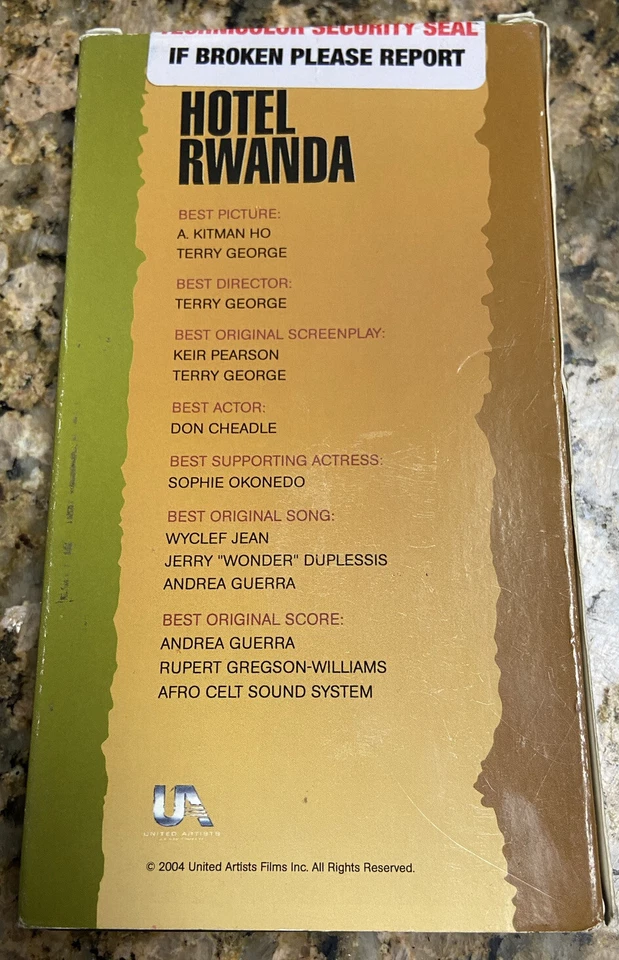 TECHNICOLOR SECURITY SEAL
IF BROKEN PLEASE REPORT
HOTEL
RWANDA
BEST PICTURE:
A. KITMAN HO
TERRY GEORGE
BEST DIRECTOR:
TERRY GEORGE
BEST ORIGINAL SCREENPLAY:
KEIR PEARSON
TERRY GEORGE
BEST ACTOR:
DON CHEADLE
BEST SUPPORTING ACTRESS:
SOPHIE OKONEDO
BEST ORIGINAL SONG:
WYCLEF JEAN
JERRY "WONDER" DUPLESSIS
ANDREA GUERRA
BEST ORIGINAL SCORE:
ANDREA GUERRA
RUPERT GREGSON-WILLIAMS
AFRO CELT SOUND SYSTEM
UA
UNITED ARTISTS
© 2004 United Artists Films Inc. All Rights Reserved.